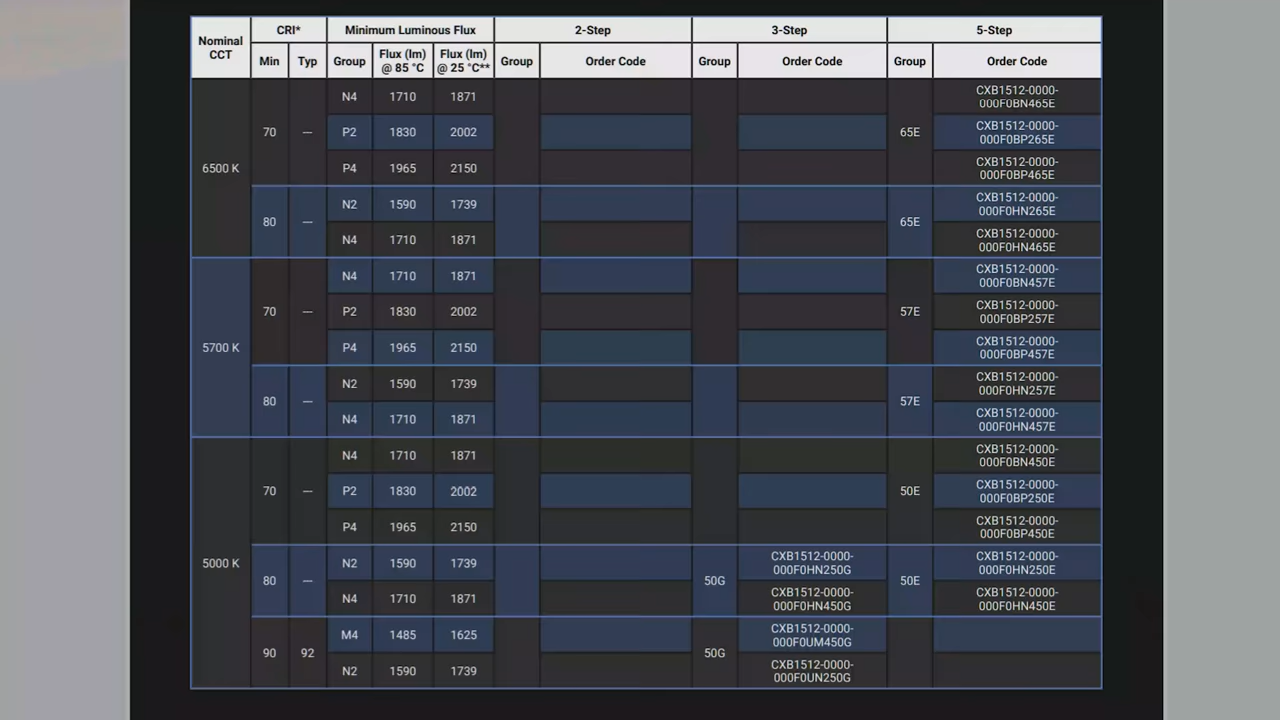 Nominal CCT CRI* Minimum Luminous Flux 2-Step 3-Step 5-Step
Min Typ Group Flux (lm) @ 85 °C Flux (lm) @ 25 °C** Group Order Code Group Order Code Group Order Code
6500 K 70 — N4 1710 1871 65E CXB1512-0000-000F0BN465E
P2 1830 2002 CXB1512-0000-000F0BP265E
P4 1965 2150 CXB1512-0000-000F0BP465E
80 — N2 1590 1739 65E CXB1512-0000-000F0HN265E
N4 1710 1871 CXB1512-0000-000F0HN465E
5700 K 70 — N4 1710 1871 57E CXB1512-0000-000F0BN457E
P2 1830 2002 CXB1512-0000-000F0BP257E
P4 1965 2150 CXB1512-0000-000F0BP457E
80 — N2 1590 1739 57E CXB1512-0000-000F0HN257E
N4 1710 1871 CXB1512-0000-000F0HN457E
5000 K 70 — N4 1710 1871 50E CXB1512-0000-000F0BN450E
P2 1830 2002 CXB1512-0000-000F0BP250E
P4 1965 2150 CXB1512-0000-000F0BP450E
80 — N2 1590 1739 50G CXB1512-0000-000F0HN250G 50E CXB1512-0000-000F0HN250E
N4 1710 1871 CXB1512-0000-000F0HN450G CXB1512-0000-000F0HN450E
90 92 M4 1485 1625 50G CXB1512-0000-000F0UM450G
N2 1590 1739 CXB1512-0000-000F0UN250G